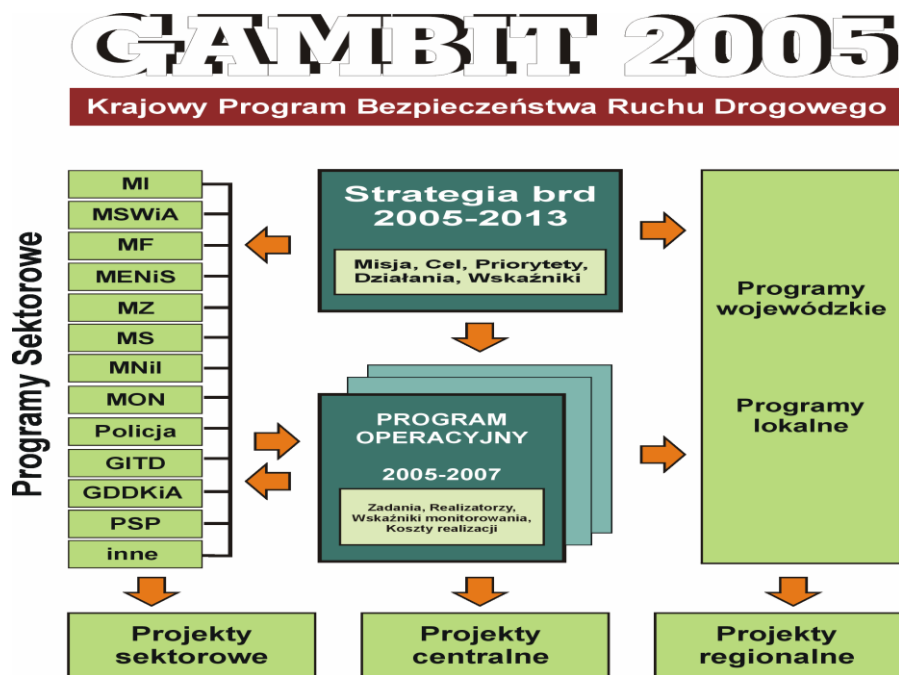 GAMBIT 2005
Krajowy Program Bezpieczeństwa Ruchu Drogowego
Programy Sektorowe
MI
MSWiA
MF
MENiS
MZ
MS
MNiI
MON
Policja
GITD
GDDKiA
PSP
inne
Strategia brd
2005-2013
Misja, Cel, Priorytety,
Działania, Wskaźniki
PROGRAM
OPERACYJNY
2005-2007
Zadania, Realizatorzy,
Wskaźniki monitorowania,
Koszty realizacji
Programy
wojewódzkie
Programy
lokalne
Projekty
sektorowe
Projekty
centralne
Projekty
regionalne